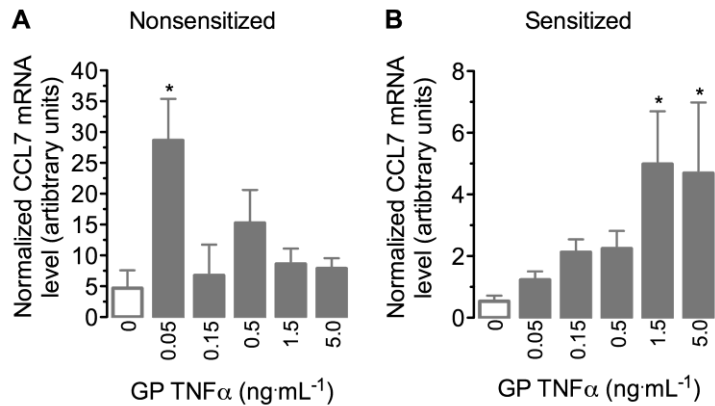 A
Nonsensitized
Normalized CCL7 mRNA
level (artibtrary units)
40
35
30
25
20
15
10
5
0
*
0
0.05
0.15
0.5
1.5
5.0
GP TNFα (ng·mL⁻¹)
B
Sensitized
Normalized CCL7 mRNA
level (artibtrary units)
8
6
4
2
0
*
*
0
0.05
0.15
0.5
1.5
5.0
GP TNFα (ng·mL⁻¹)